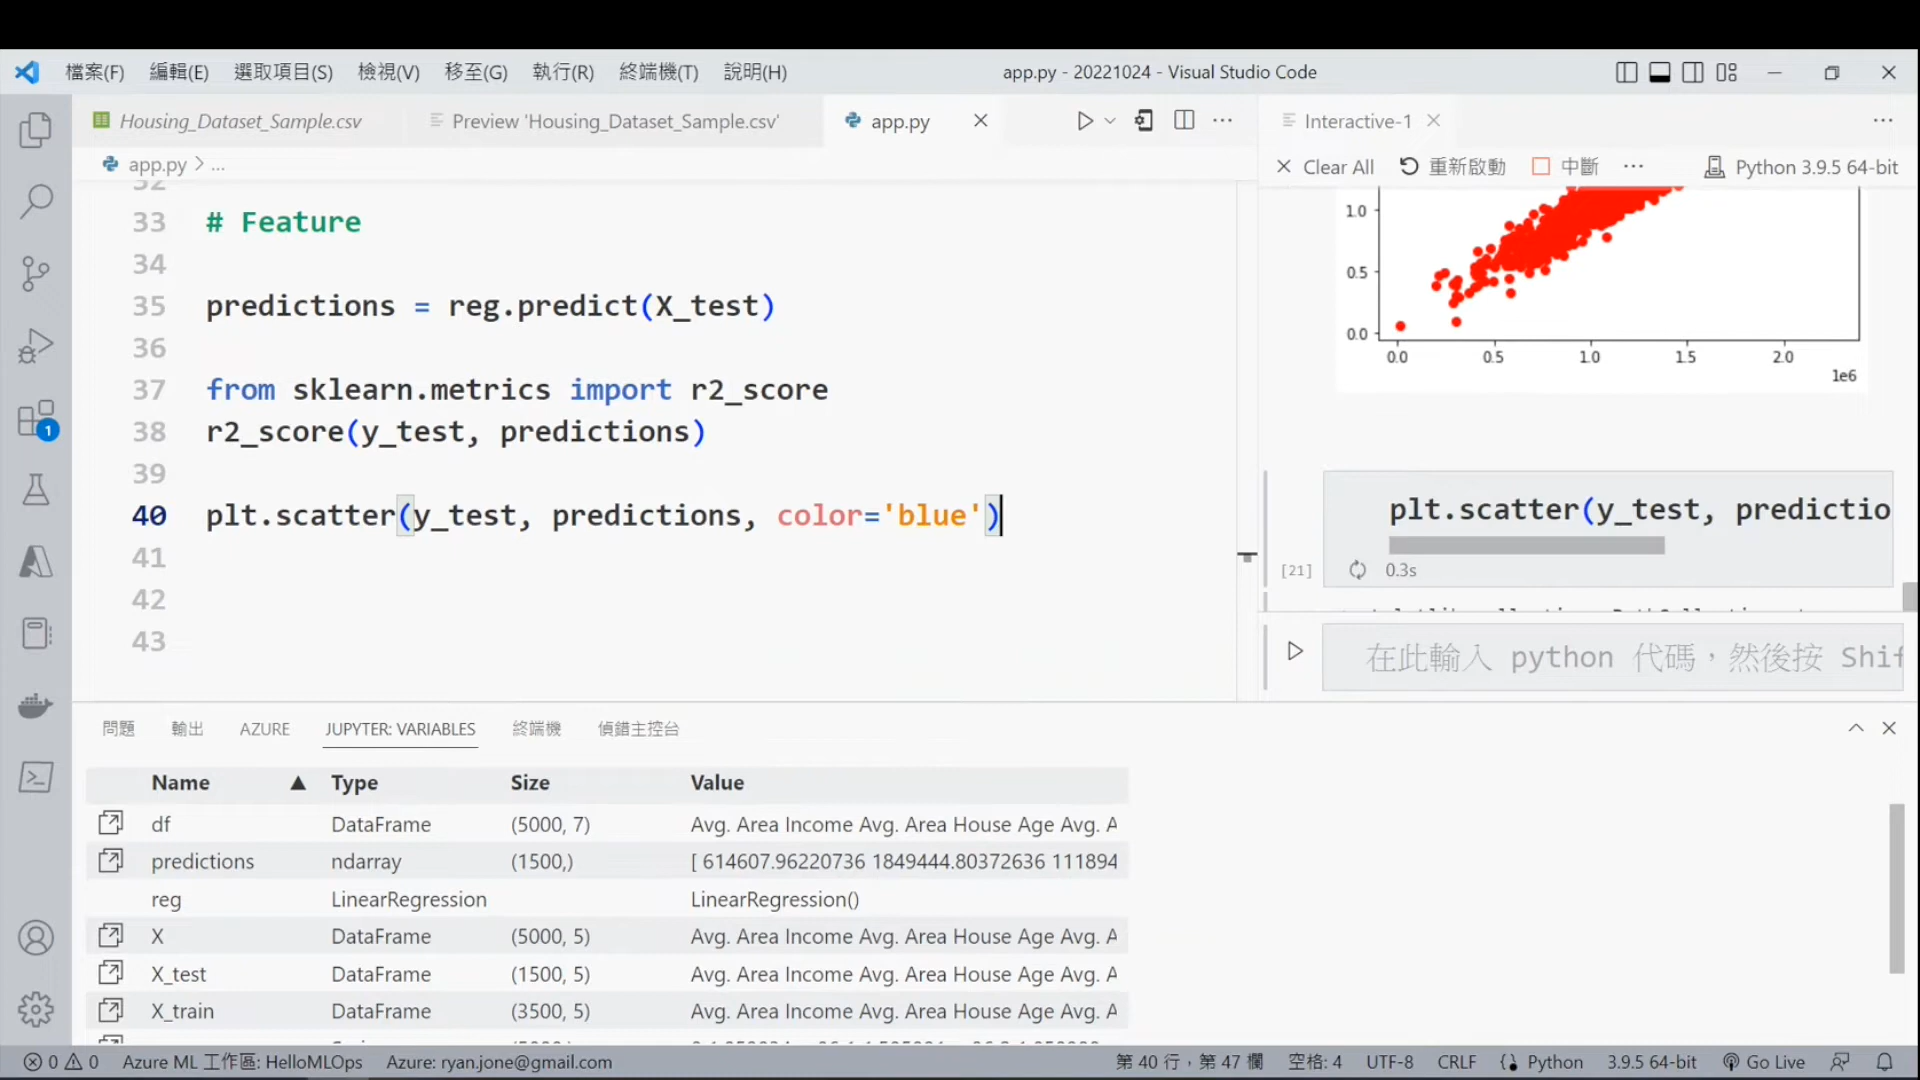 檔案(F) 編輯(E) 選取項目(S) 檢視(V) 移至(G) 執行(R) 終端機(T) 說明(H) app.py - 20221024 - Visual Studio Code
Housing_Dataset_Sample.csv Preview 'Housing_Dataset_Sample.csv' app.py Interactive-1
app.py > ...
Clear All 重新啟動 中斷 ... Python 3.9.5 64-bit
32
33 # Feature
34
35 predictions = reg.predict(X_test)
36
37 from sklearn.metrics import r2_score
38 r2_score(y_test, predictions)
39
40 plt.scatter(y_test, predictions, color='blue')
41
42
43
1.0
0.5
0.0
0.0 0.5 1.0 1.5 2.0
1e6
plt.scatter(y_test, predictio
[21] 0.3s
在此輸入 python 代碼，然後按 Shif
問題 輸出 AZURE JUPYTER: VARIABLES 終端機 偵錯主控台
Name ▲ Type Size Value
df DataFrame (5000, 7) Avg. Area Income Avg. Area House Age Avg. A
predictions ndarray (1500,) [ 614607.96220736 1849444.80372636 111894
reg LinearRegression LinearRegression()
X DataFrame (5000, 5) Avg. Area Income Avg. Area House Age Avg. A
X_test DataFrame (1500, 5) Avg. Area Income Avg. Area House Age Avg. A
X_train DataFrame (3500, 5) Avg. Area Income Avg. Area House Age Avg. A
1
0 0 Azure ML 工作區: HelloMLOps Azure: ryan.jone@gmail.com 第 40 行，第 47 欄 空格: 4 UTF-8 CRLF Python 3.9.5 64-bit Go Live